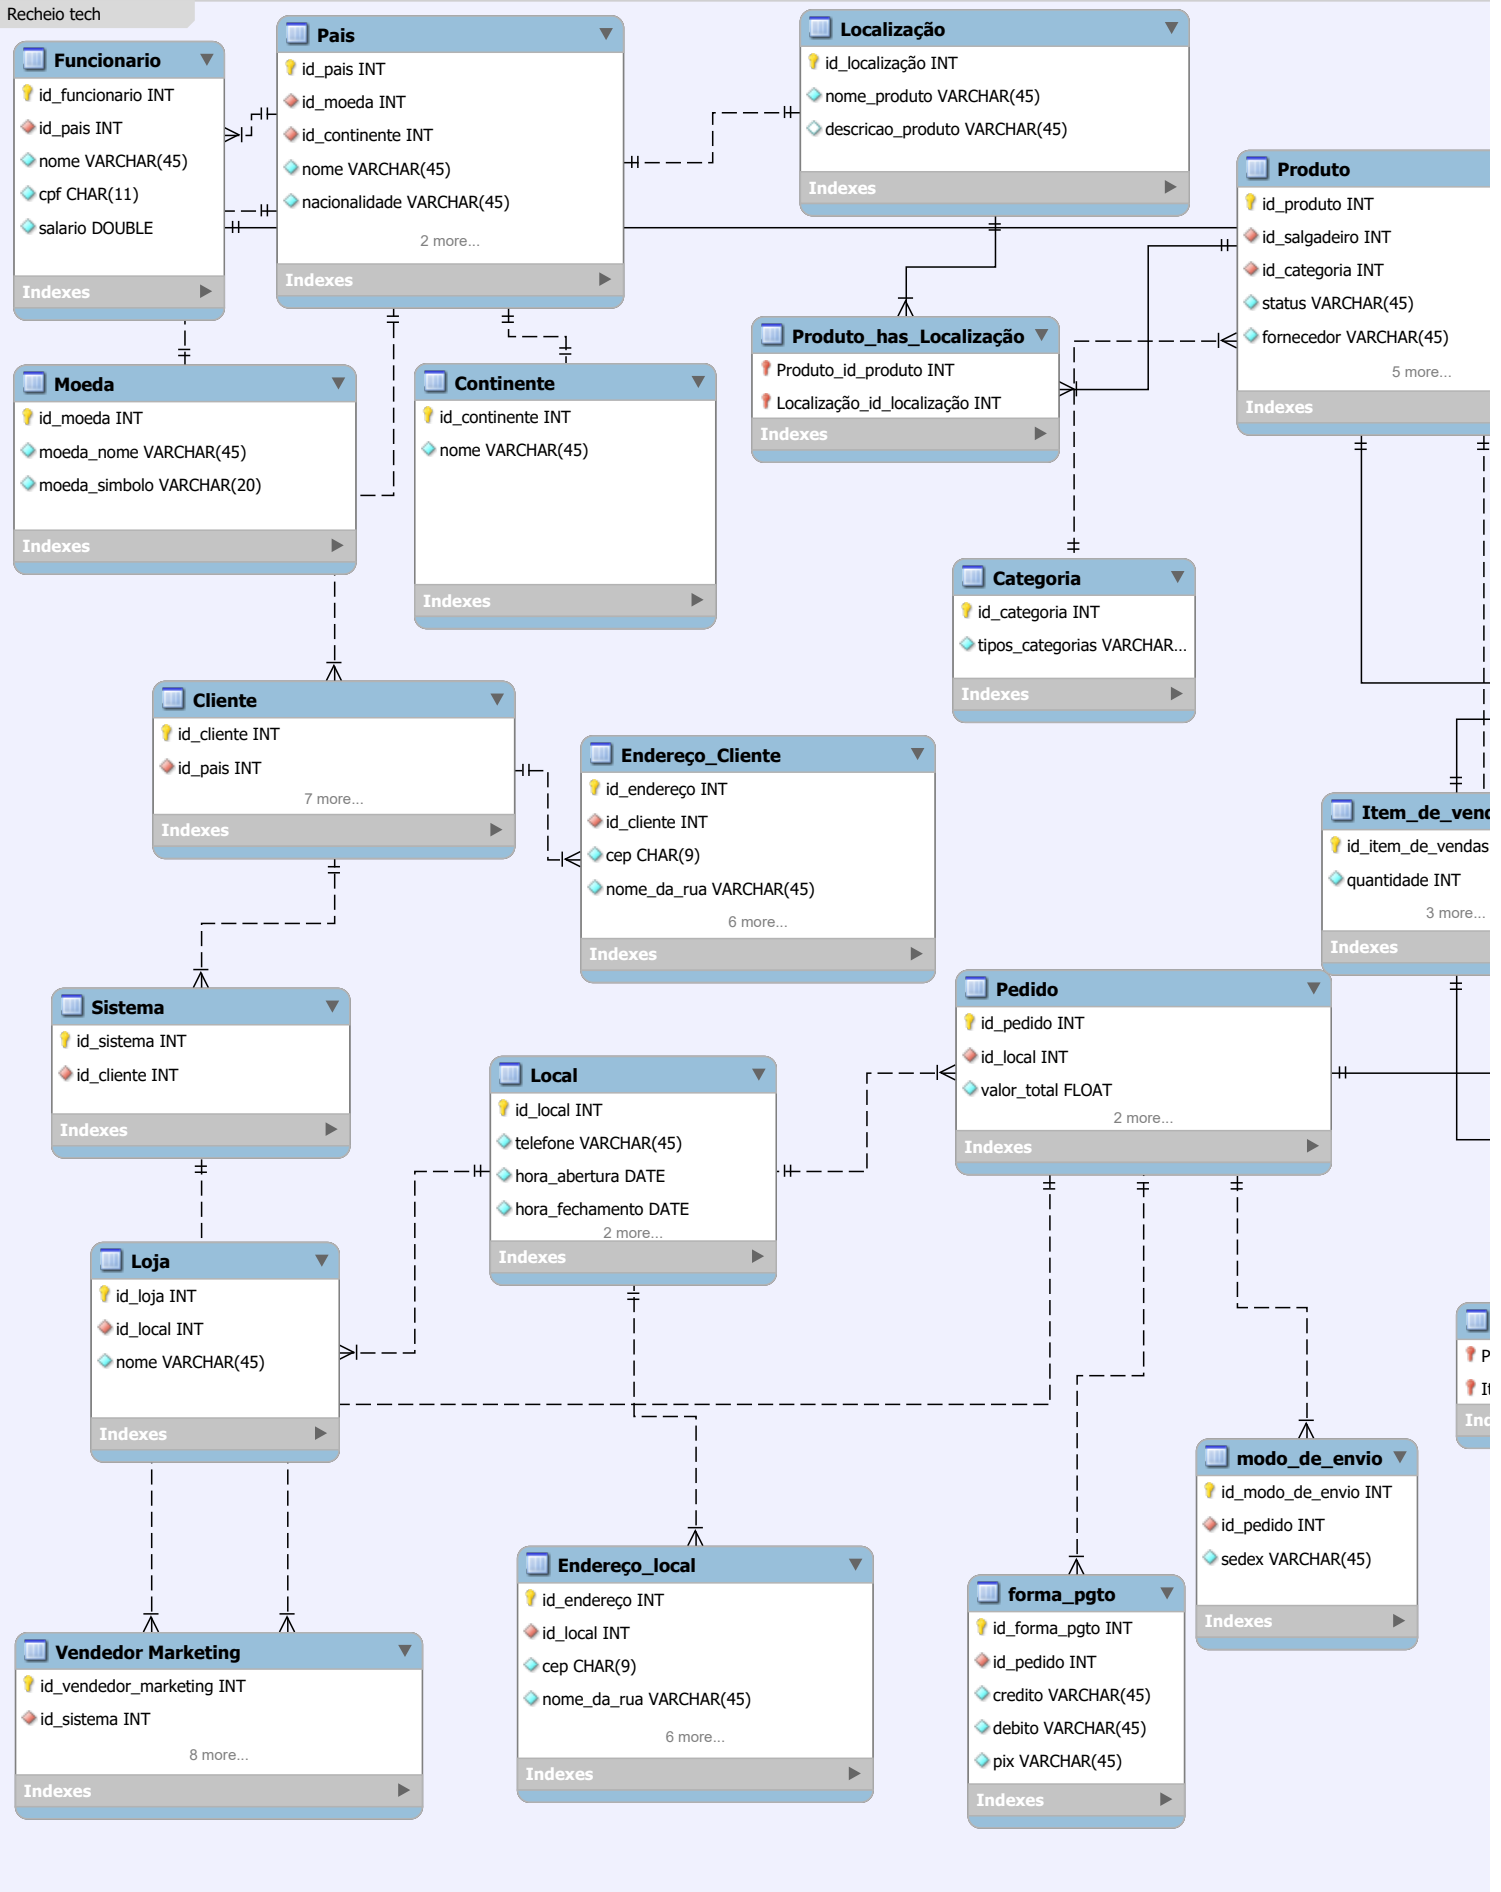 Recheio tech
Funcionario
id_funcionario INT
id_pais INT
nome VARCHAR(45)
cpf CHAR(11)
salario DOUBLE
Indexes
Pais
id_pais INT
id_moeda INT
id_continente INT
nome VARCHAR(45)
nacionalidade VARCHAR(45)
2 more...
Indexes
Localização
id_localização INT
nome_produto VARCHAR(45)
descricao_produto VARCHAR(45)
Indexes
Produto
id_produto INT
id_salgadeiro INT
id_categoria INT
status VARCHAR(45)
fornecedor VARCHAR(45)
5 more...
Indexes
Produto_has_Localização
Produto_id_produto INT
Localização_id_localização INT
Indexes
Moeda
id_moeda INT
moeda_nome VARCHAR(45)
moeda_simbolo VARCHAR(20)
Indexes
Continente
id_continente INT
nome VARCHAR(45)
Indexes
Categoria
id_categoria INT
tipos_categorias VARCHAR...
Indexes
Cliente
id_cliente INT
id_pais INT
7 more...
Indexes
Endereço_Cliente
id_endereço INT
id_cliente INT
cep CHAR(9)
nome_da_rua VARCHAR(45)
6 more...
Indexes
Item_de_vend
id_item_de_vendas
quantidade INT
3 more...
Indexes
Sistema
id_sistema INT
id_cliente INT
Indexes
Local
id_local INT
telefone VARCHAR(45)
hora_abertura DATE
hora_fechamento DATE
2 more...
Indexes
Pedido
id_pedido INT
id_local INT
valor_total FLOAT
2 more...
Indexes
Loja
id_loja INT
id_local INT
nome VARCHAR(45)
Indexes
P
It
Ind
modo_de_envio
id_modo_de_envio INT
id_pedido INT
sedex VARCHAR(45)
Indexes
Endereço_local
id_endereço INT
id_local INT
cep CHAR(9)
nome_da_rua VARCHAR(45)
6 more...
Indexes
forma_pgto
id_forma_pgto INT
id_pedido INT
credito VARCHAR(45)
debito VARCHAR(45)
pix VARCHAR(45)
Indexes
Vendedor Marketing
id_vendedor_marketing INT
id_sistema INT
8 more...
Indexes